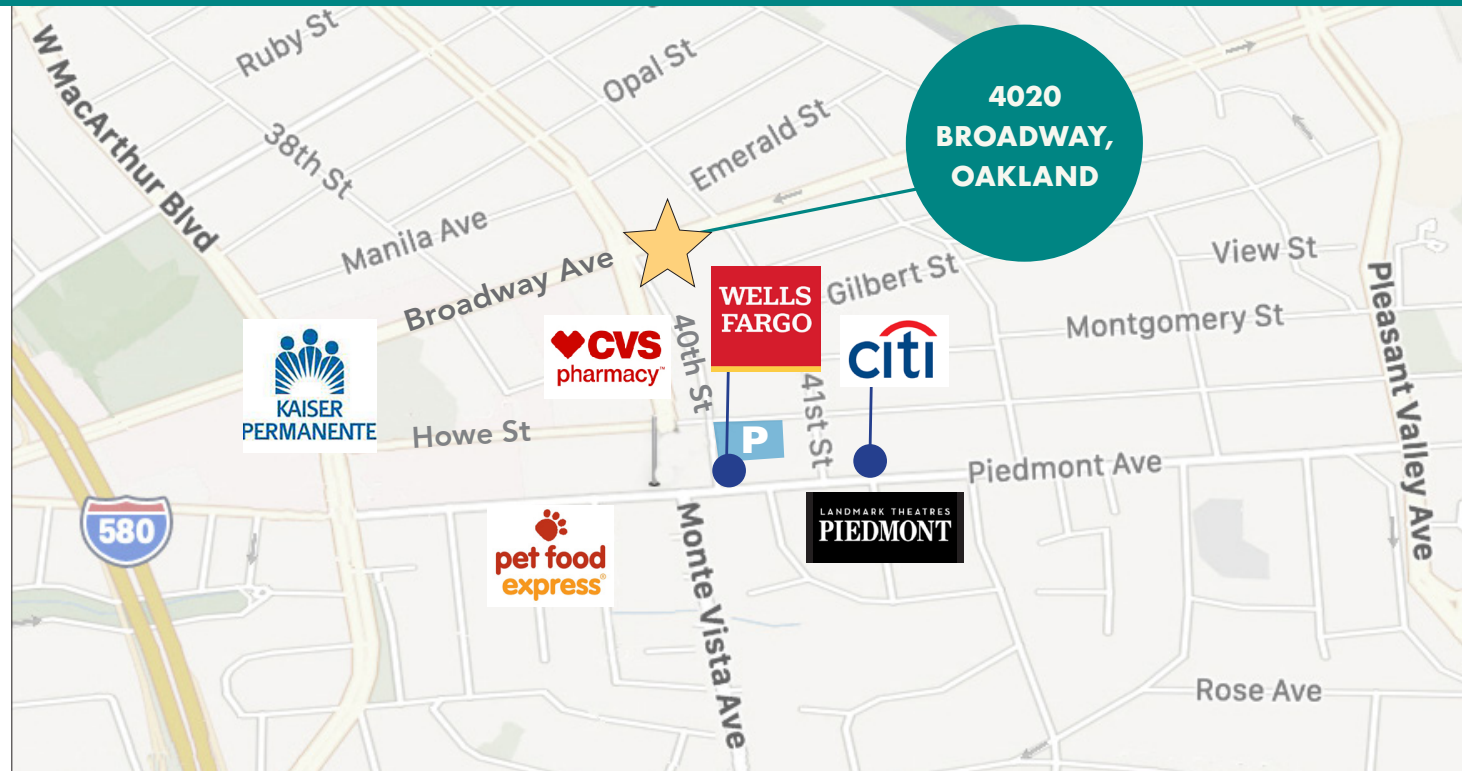 W MacArthur Blvd
Ruby St
Opal St
4020
BROADWAY,
OAKLAND
38th St
Emerald St
Manila Ave
Broadway Ave
View St
Gilbert St
Pleasant Valley Ave
WELLS
FARGO
Montgomery St
KAISER
PERMANENTE
CVS
pharmacy™
40th St
citi
41st St
Howe St
P
Piedmont Ave
580
LANDMARK THEATRES
PIEDMONT
pet food
express®
Monte Vista Ave
Rose Ave